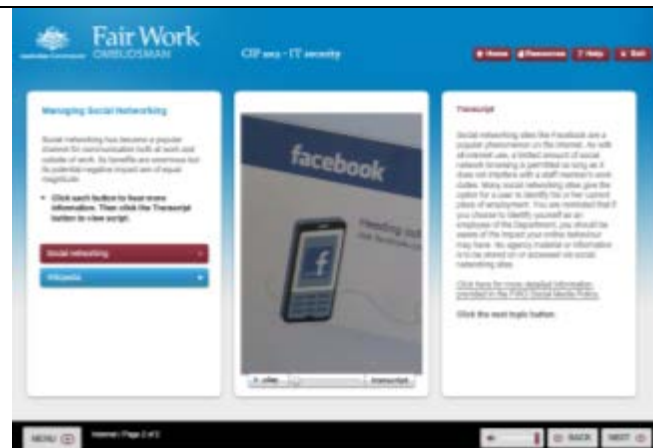 Fair Work
OMBUDSMAN
Home
Resources
? Help
Exit
Managing Social Networking
Social networking has become a popular
channel for communication both at work and
outside of work. Its benefits are enormous but
its potential negative impact are of equal
magnitude.
• Click each button to hear more
information. Then click the Transcript
button to view script.
Social networking
Wikipedia
facebook
transcript
Transcript
Social networking sites like Facebook are a
popular phenomenon on the internet. As with
all internet use, a limited amount of social
network browsing is permitted so long as it
does not interfere with a staff member's work
duties. Many social networking sites give the
option for a user to identify his or her current
place of employment. You are reminded that if
you choose to identify yourself as an
employee of the Department, you should be
aware of the impact your online behaviour
may have. No agency material or information
is to be stored on or accessed via social
networking sites.
Click here for more detailed information
provided in the FWO Social Media Policy.
Click the next topic button.
MENU
Internet | Page 2 of 2
BACK
NEXT